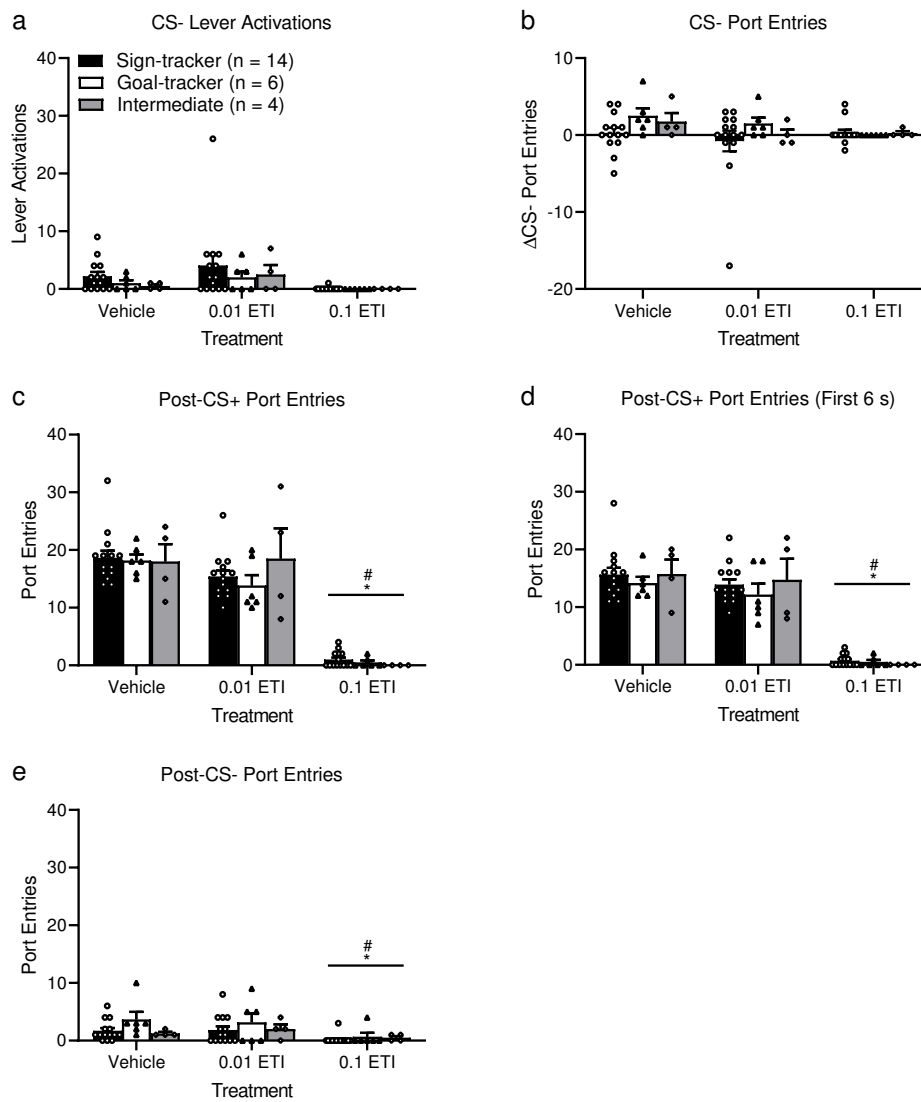 a
CS- Lever Activations
40
30
20
10
0
Lever Activations
Sign-tracker (n = 14)
Goal-tracker (n = 6)
Intermediate (n = 4)
Vehicle
0.01 ETI
0.1 ETI
Treatment
b
CS- Port Entries
10
0
-10
-20
ΔCS- Port Entries
Vehicle
0.01 ETI
0.1 ETI
Treatment
c
Post-CS+ Port Entries
40
30
20
10
0
Port Entries
#
*
Vehicle
0.01 ETI
0.1 ETI
Treatment
d
Post-CS+ Port Entries (First 6 s)
40
30
20
10
0
Port Entries
#
*
Vehicle
0.01 ETI
0.1 ETI
Treatment
e
Post-CS- Port Entries
40
30
20
10
0
Port Entries
#
*
Vehicle
0.01 ETI
0.1 ETI
Treatment